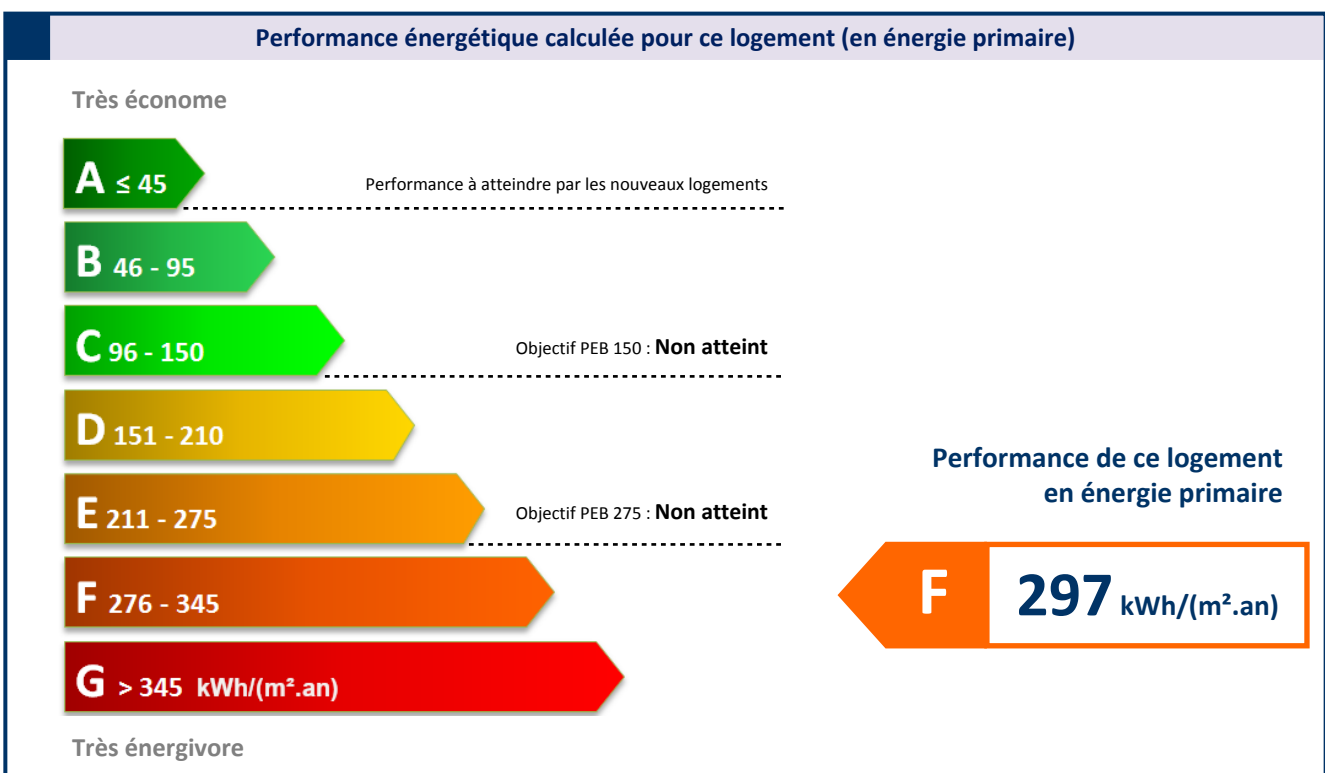 Performance énergétique calculée pour ce logement (en énergie primaire)
Très économe
A ≤ 45
Performance à atteindre par les nouveaux logements
B 46 - 95
C 96 - 150
Objectif PEB 150 : Non atteint
D 151 - 210
Performance de ce logement
en énergie primaire
E 211 - 275
Objectif PEB 275 : Non atteint
F 276 - 345
F 297 kWh/(m².an)
G > 345 kWh/(m².an)
Très énergivore